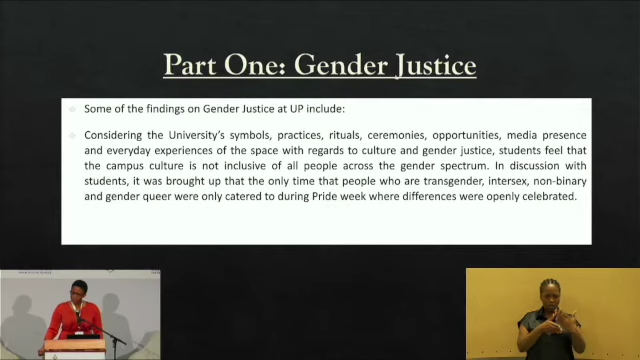 Part One: Gender Justice
Some of the findings on Gender Justice at UP include:
Considering the University's symbols, practices, rituals, ceremonies, opportunities, media presence
and everyday experiences of the space with regards to culture and gender justice, students feel that
the campus culture is not inclusive of all people across the gender spectrum. In discussion with
students, it was brought up that the only time that people who are transgender, intersex, non-binary
and gender queer were only catered to during Pride week where differences were openly celebrated.